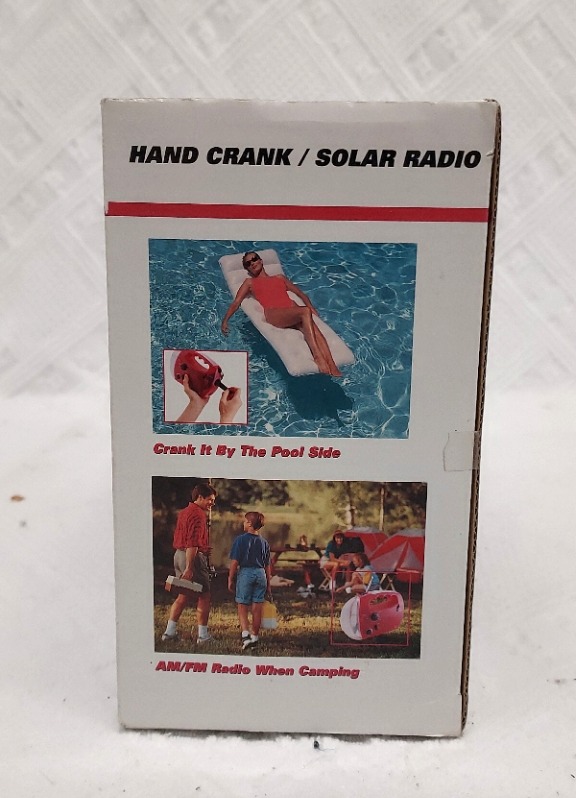 HAND CRANK / SOLAR RADIO
Crank It By The Pool Side
AM/FM Radio When Camping